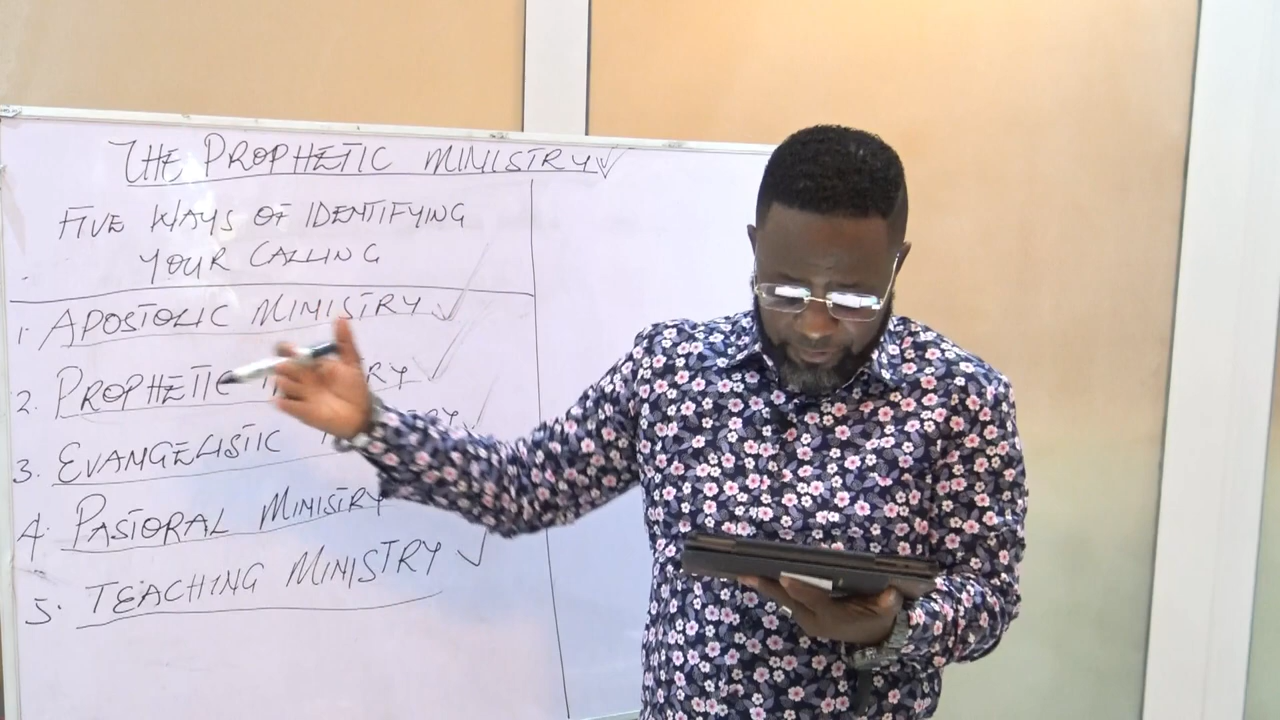 THE PROPHETIC MINISTRY
FIVE WAYS OF IDENTIFYING
YOUR CALLING
1. APOSTOLIC MINISTRY
2. PROPHETIC
3. EVANGELISTIC
4. PASTORAL MINISTRY
5. TEACHING MINISTRY